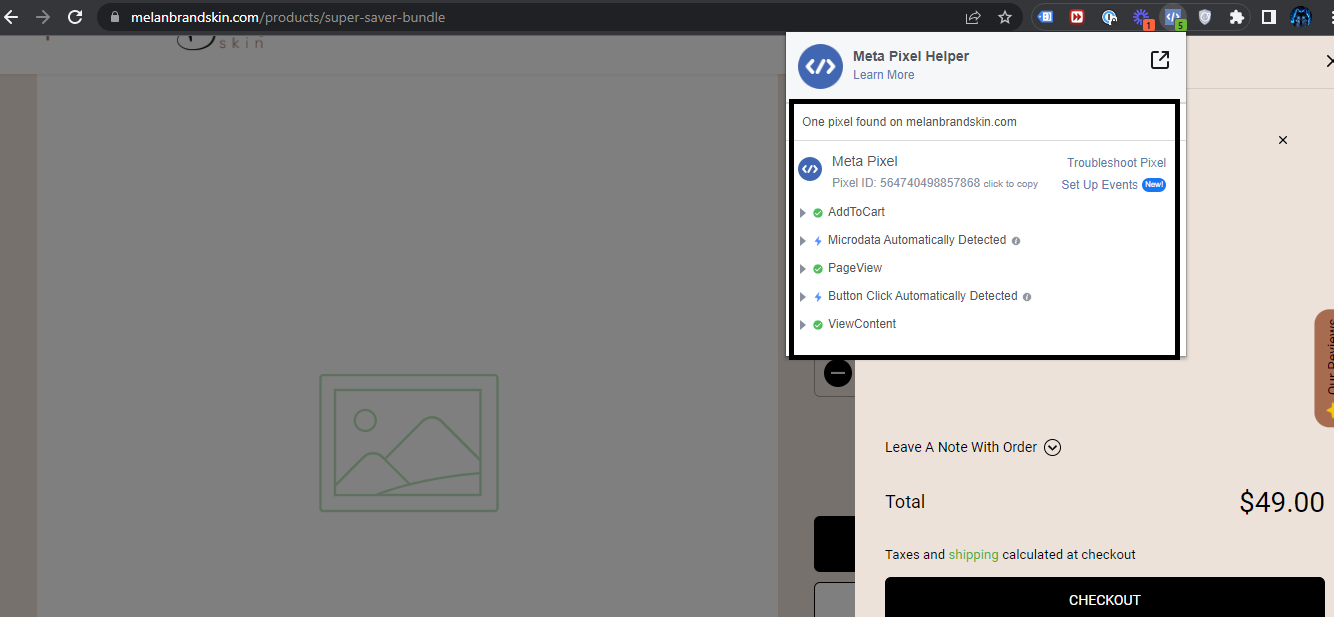 melanbrandskin.com/products/super-saver-bundle
1
5
skin
Meta Pixel Helper
Learn More
One pixel found on melanbrandskin.com
Meta Pixel
Troubleshoot Pixel
Pixel ID: 564740498857868 click to copy
Set Up Events New!
AddToCart
Microdata Automatically Detected
PageView
Button Click Automatically Detected
ViewContent
Our Reviews
Leave A Note With Order
Total
$49.00
Taxes and shipping calculated at checkout
CHECKOUT